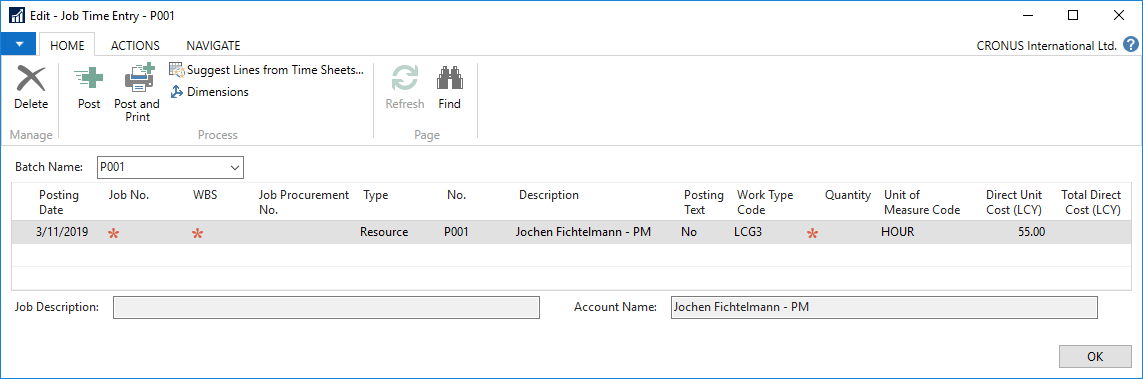 Edit - Job Time Entry - P001
HOME ACTIONS NAVIGATE CRONUS International Ltd. ?
Delete
Post
Post and
Print
Suggest Lines from Time Sheets...
Dimensions
Refresh
Find
Manage Process Page
Batch Name: P001
Posting
Date
Job No.
WBS
Job Procurement
No.
Type
No.
Description
Posting
Text
Work Type
Code
Quantity
Unit of
Measure Code
Direct Unit
Cost (LCY)
Total Direct
Cost (LCY)
3/11/2019 * * Resource P001 Jochen Fichtelmann - PM No LCG3 * HOUR 55.00
Job Description: Account Name: Jochen Fichtelmann - PM
OK